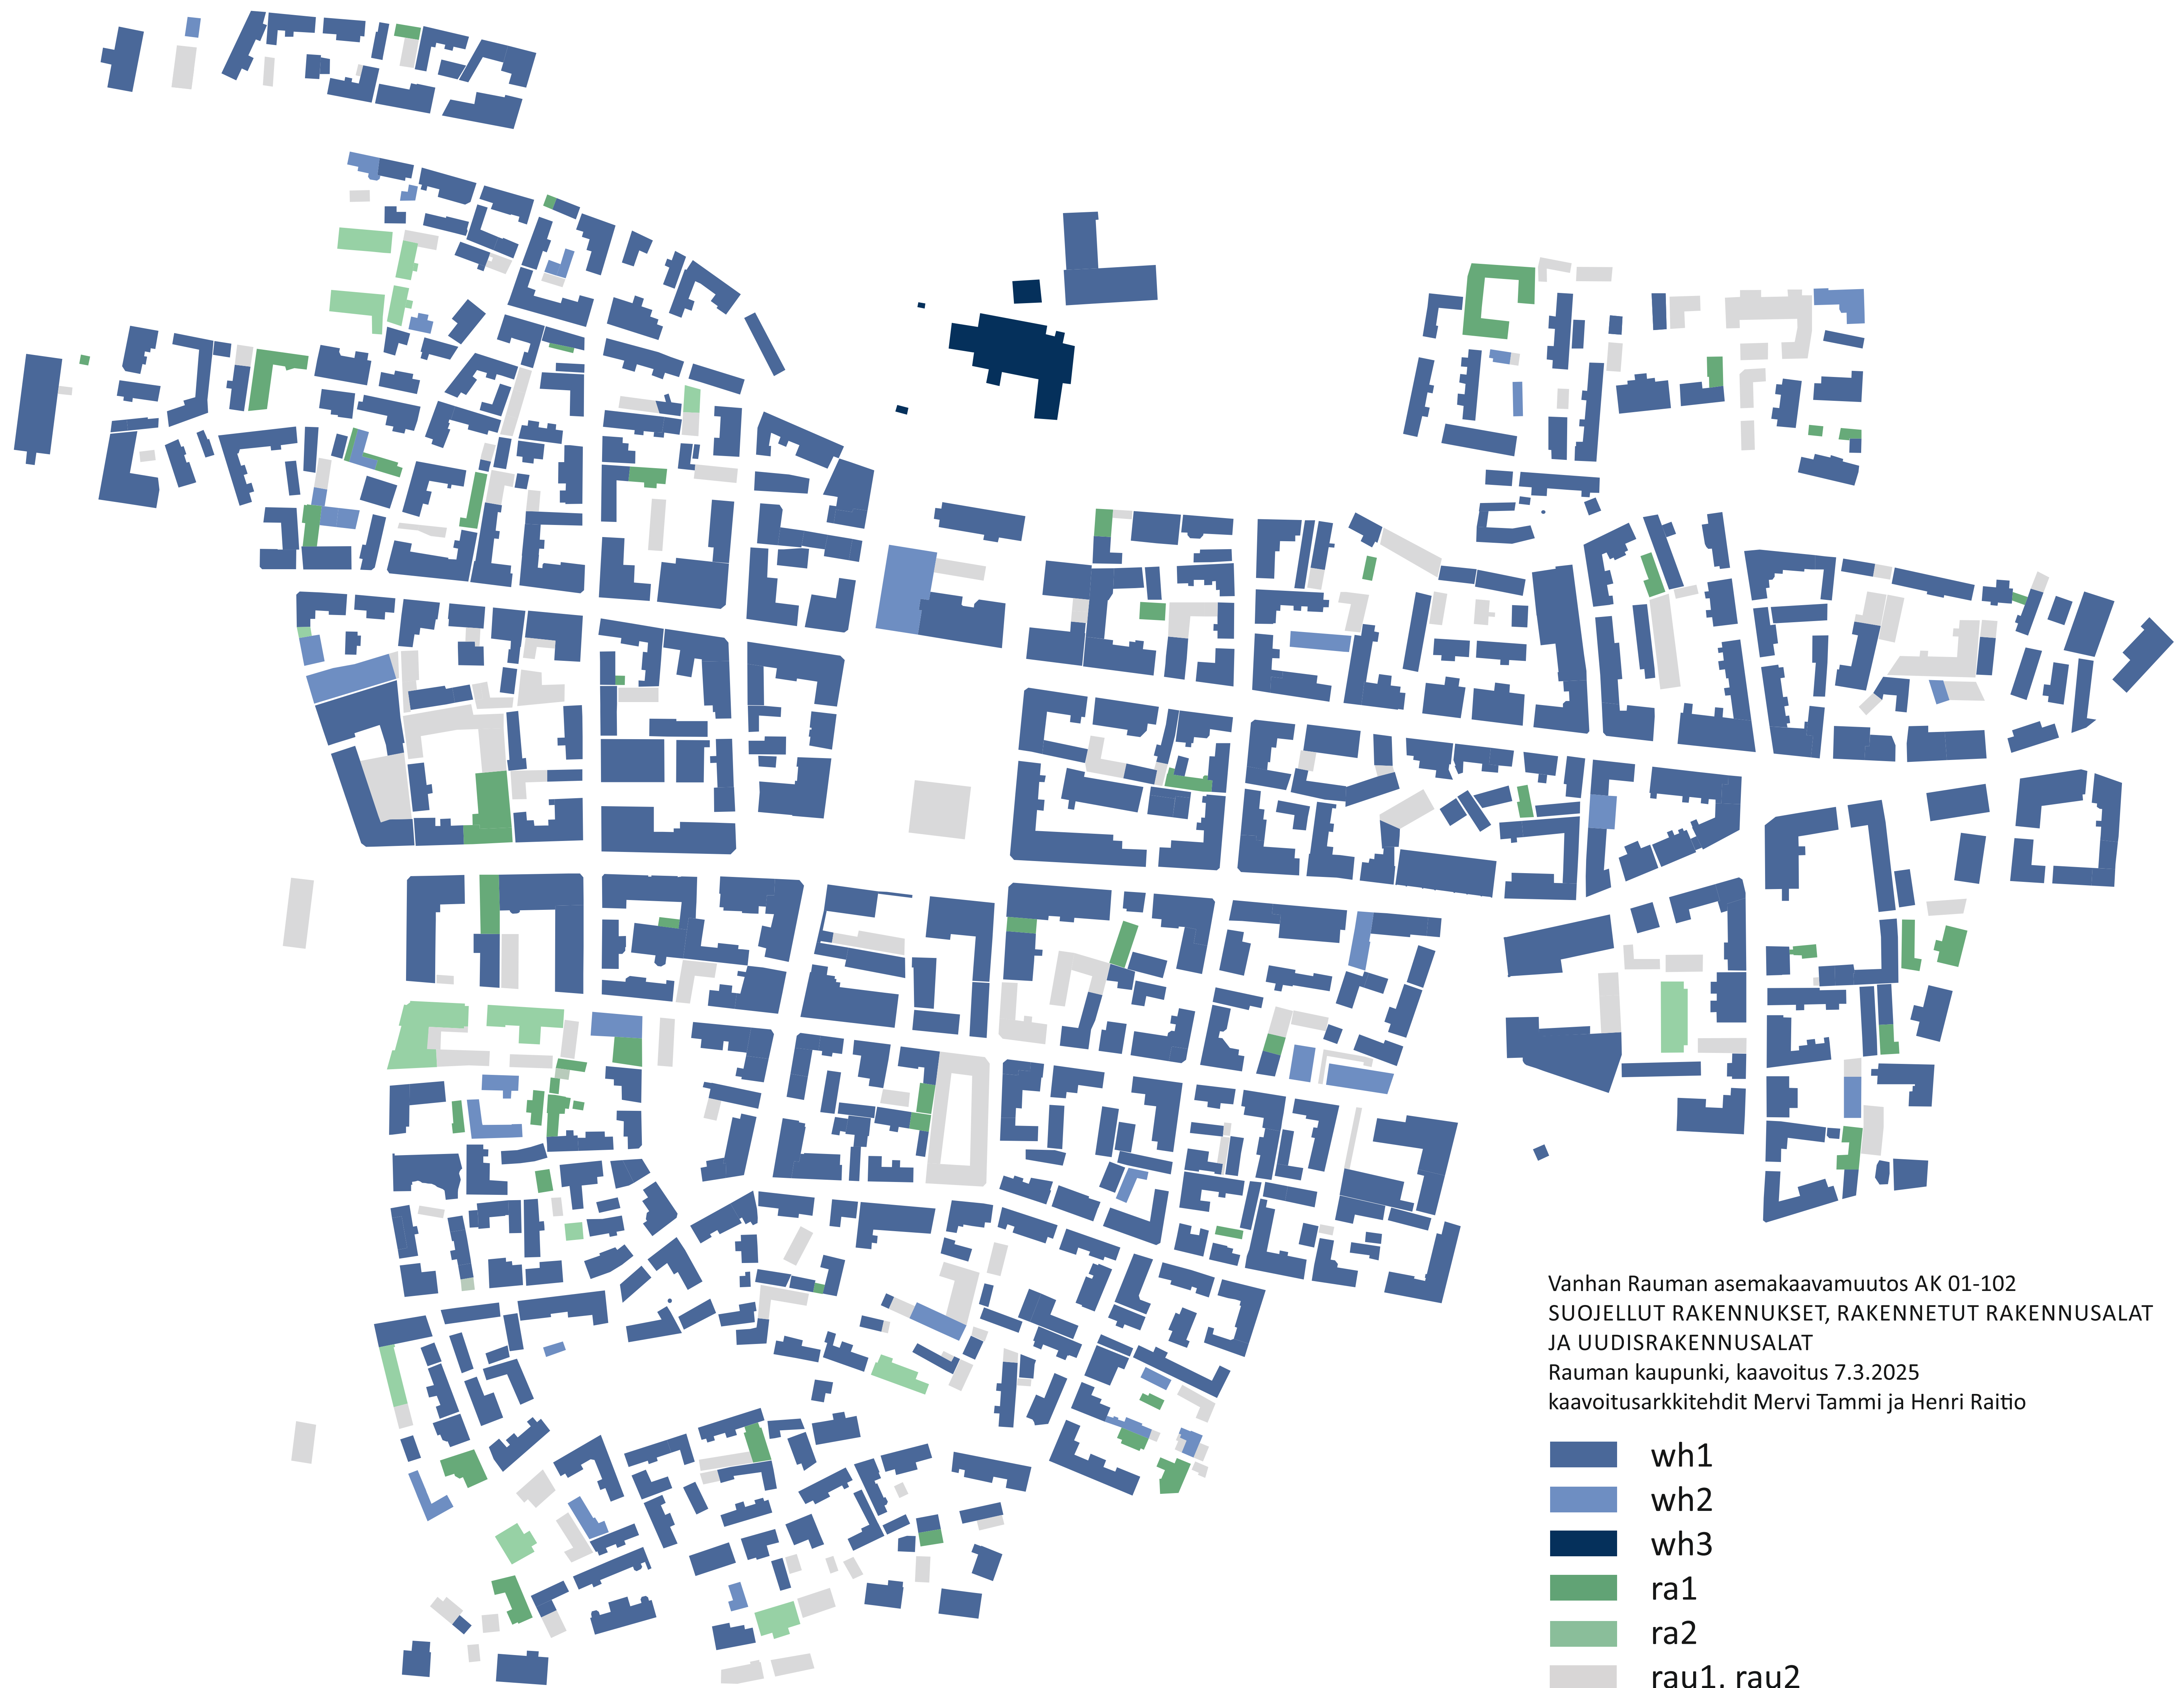 Vanhan Rauman asemakaavamuutos AK 01-102
SUOJELLUT RAKENNUKSET, RAKENNETUT RAKENNUSALAT
JA UUDISRAKENNUSALAT
Rauman kaupunki, kaavoitus 7.3.2025
kaavoitusarkkitehdit Mervi Tammi ja Henri Raitio
wh1
wh2
wh3
ra1
ra2
rau1, rau2